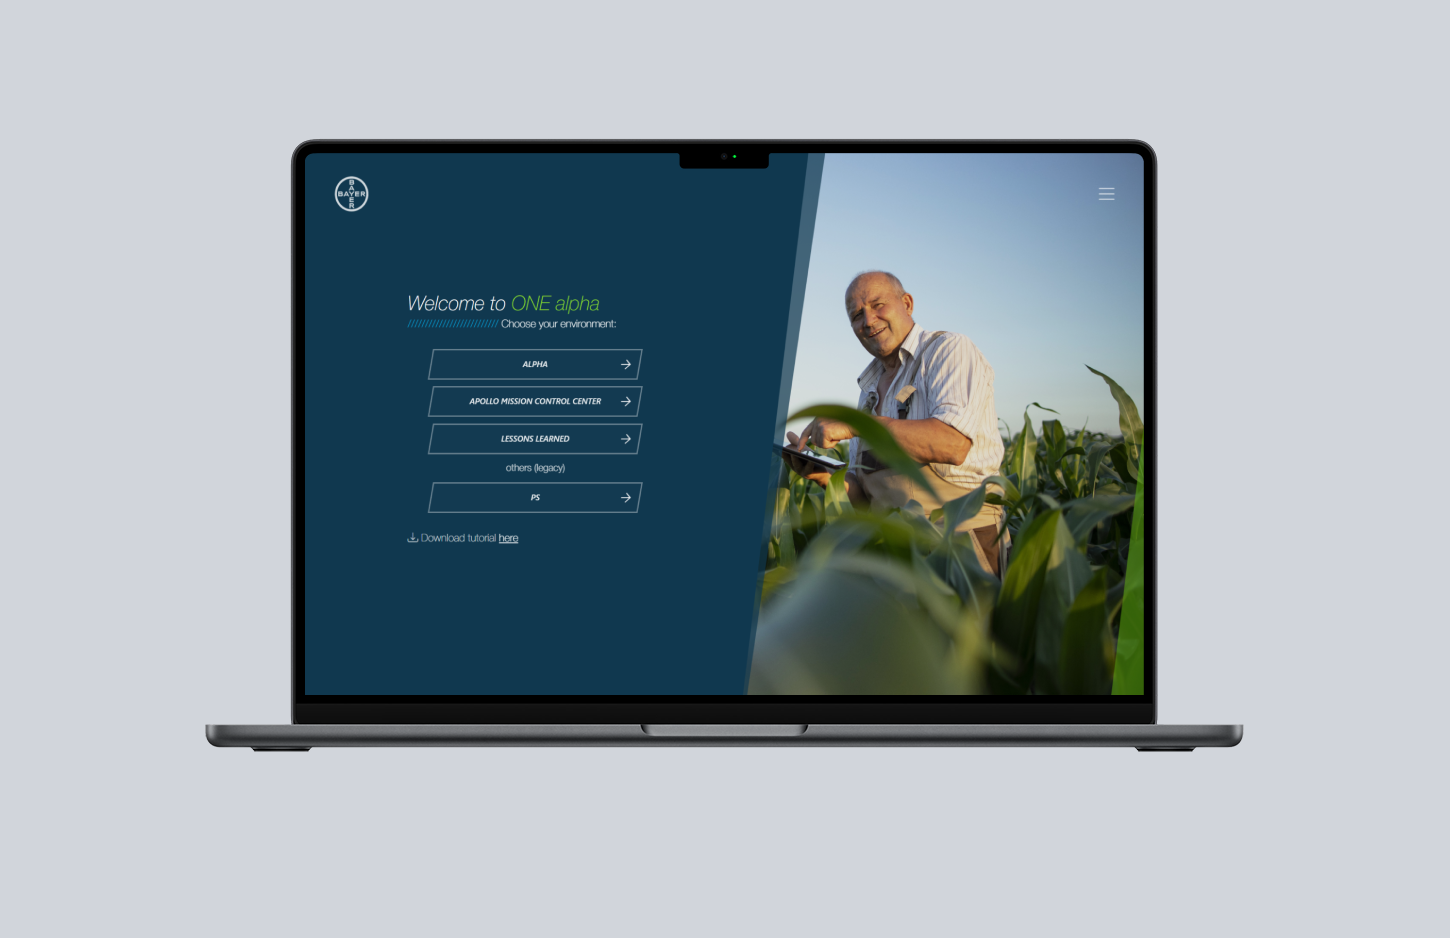 BAYER
BAYER
Welcome to ONE alpha
////////////////////////// Choose your environment:
ALPHA
APOLLO MISSION CONTROL CENTER
LESSONS LEARNED
others (legacy)
PS
Download tutorial here